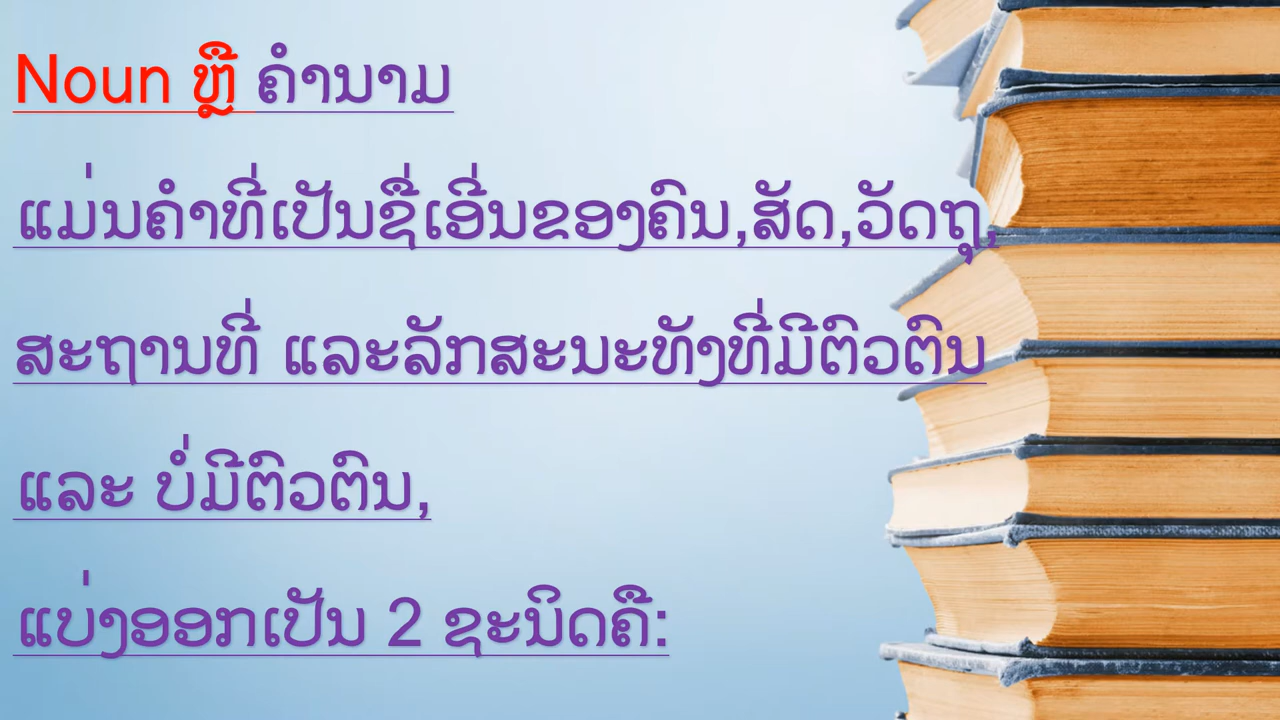 Noun ຫຼື ຄຳນາມ
ແມ່ນຄຳທີ່ເປັນຊື່ເອີ່ນຂອງຄົນ,ສັດ,ວັດຖຸ,
ສະຖານທີ່ ແລະລັກສະນະທັງທີ່ມີຕົວຕົນ
ແລະ ບໍ່ມີຕົວຕົນ,
ແບ່ງອອກເປັນ 2 ຊະນິດຄື: